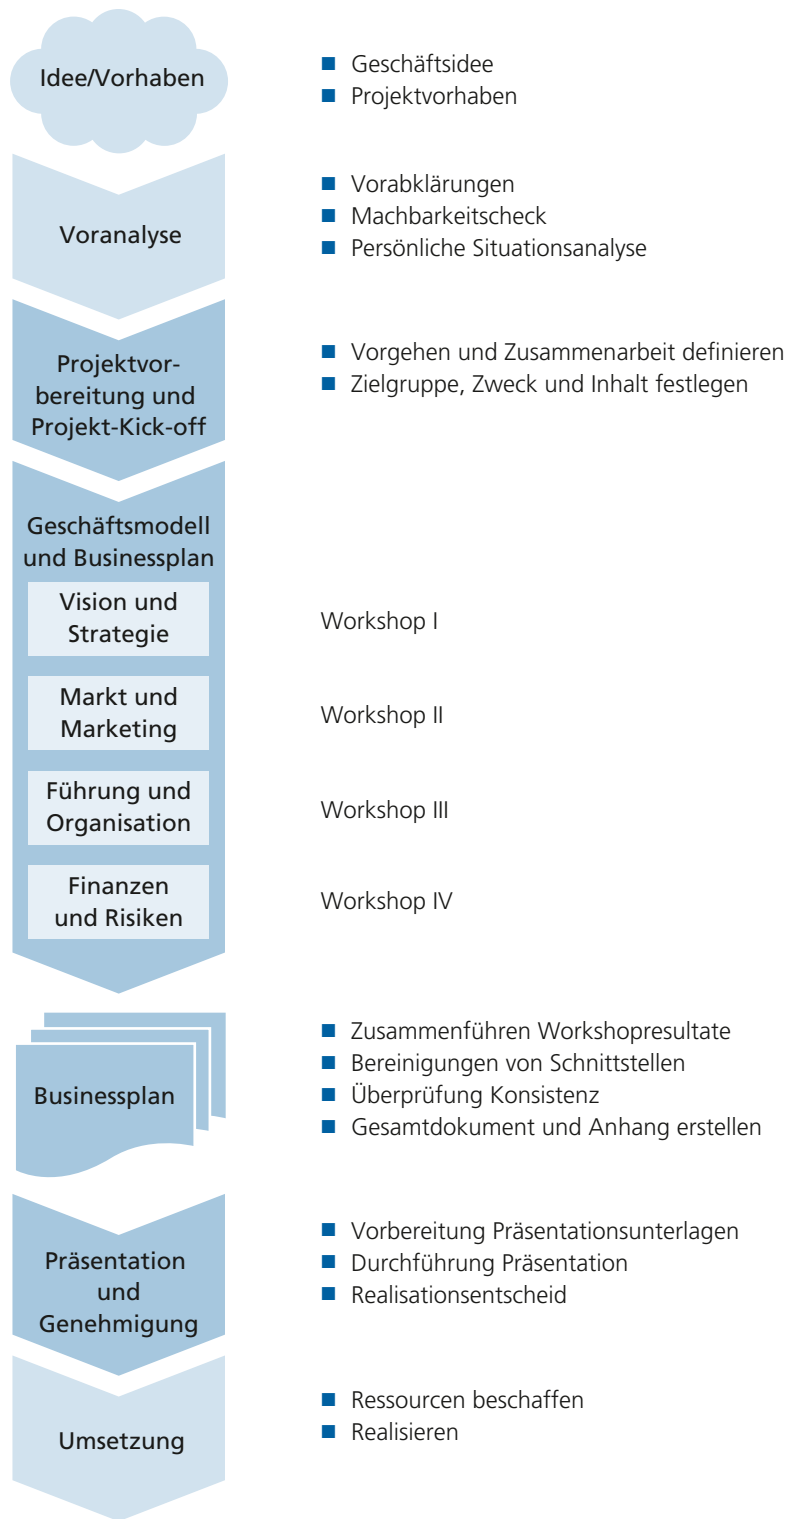 Idee/Vorhaben
Geschäftsidee
Projektvorhaben
Voranalyse
Vorabklärungen
Machbarkeitscheck
Persönliche Situationsanalyse
Projektvor-
bereitung und
Projekt-Kick-off
Vorgehen und Zusammenarbeit definieren
Zielgruppe, Zweck und Inhalt festlegen
Geschäftsmodell
und Businessplan
Vision und
Strategie
Workshop I
Markt und
Marketing
Workshop II
Führung und
Organisation
Workshop III
Finanzen
und Risiken
Workshop IV
Businessplan
Zusammenführen Workshopresultate
Bereinigungen von Schnittstellen
Überprüfung Konsistenz
Gesamtdokument und Anhang erstellen
Präsentation
und
Genehmigung
Vorbereitung Präsentationsunterlagen
Durchführung Präsentation
Realisationsentscheid
Umsetzung
Ressourcen beschaffen
Realisieren